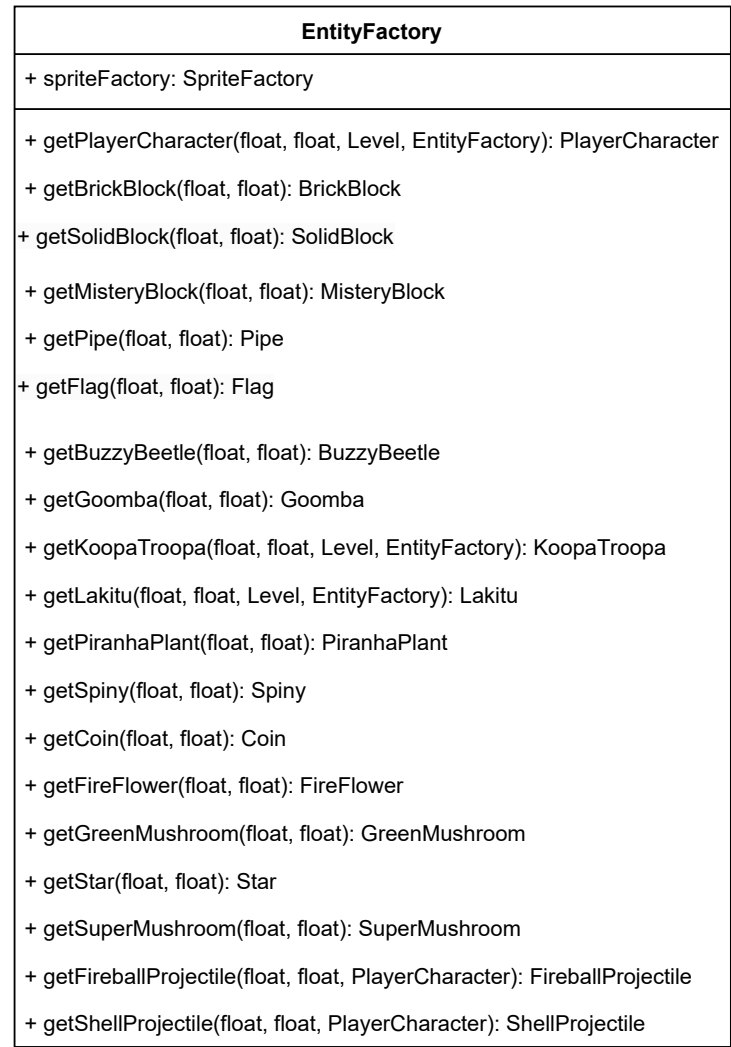 EntityFactory
+ spriteFactory: SpriteFactory
+ getPlayerCharacter(float, float, Level, EntityFactory): PlayerCharacter
+ getBrickBlock(float, float): BrickBlock
+ getSolidBlock(float, float): SolidBlock
+ getMisteryBlock(float, float): MisteryBlock
+ getPipe(float, float): Pipe
+ getFlag(float, float): Flag
+ getBuzzyBeetle(float, float): BuzzyBeetle
+ getGoomba(float, float): Goomba
+ getKoopaTroopa(float, float, Level, EntityFactory): KoopaTroopa
+ getLakitu(float, float, Level, EntityFactory): Lakitu
+ getPiranhaPlant(float, float): PiranhaPlant
+ getSpiny(float, float): Spiny
+ getCoin(float, float): Coin
+ getFireFlower(float, float): FireFlower
+ getGreenMushroom(float, float): GreenMushroom
+ getStar(float, float): Star
+ getSuperMushroom(float, float): SuperMushroom
+ getFireballProjectile(float, float, PlayerCharacter): FireballProjectile
+ getShellProjectile(float, float, PlayerCharacter): ShellProjectile